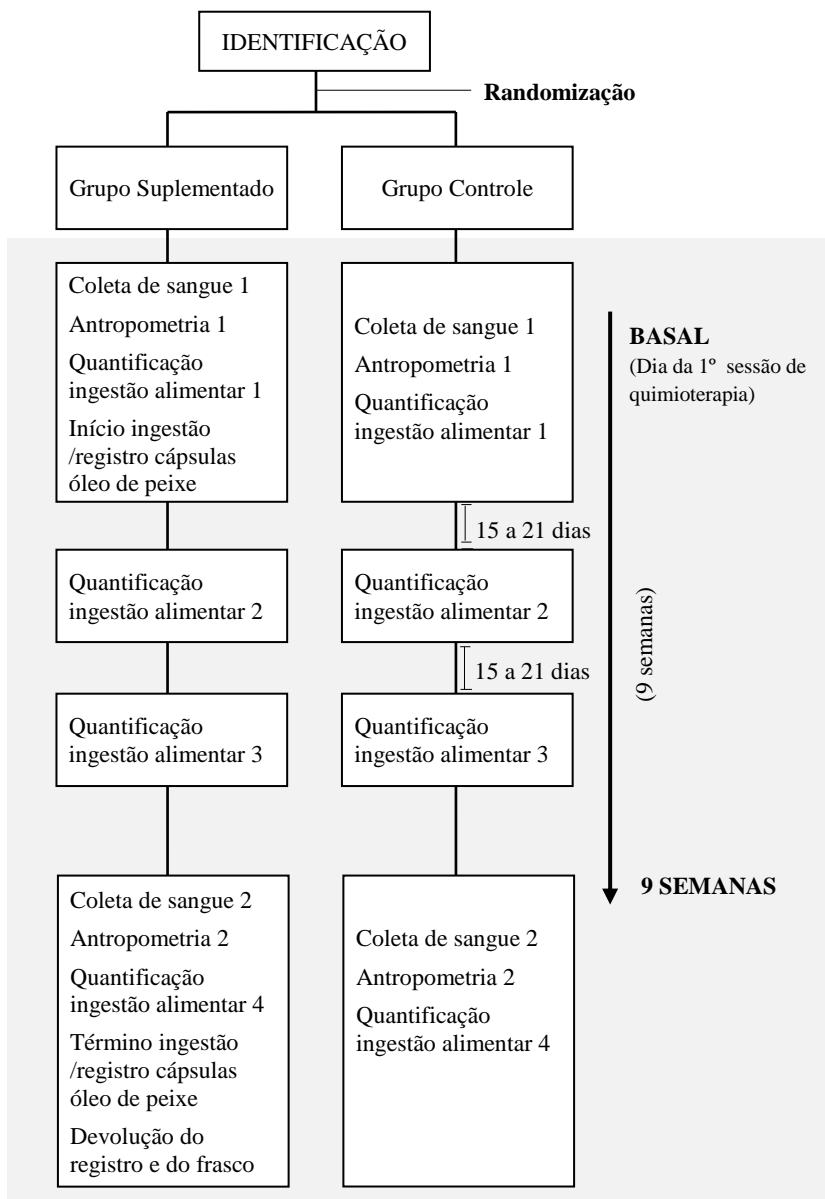 IDENTIFICAÇÃO
Randomização
Grupo Suplementado
Grupo Controle
Coleta de sangue 1
Antropometria 1
Quantificação
ingestão alimentar 1
Início ingestão
/registro cápsulas
óleo de peixe
Coleta de sangue 1
Antropometria 1
Quantificação
ingestão alimentar 1
BASAL
(Dia da 1º sessão de
quimioterapia)
15 a 21 dias
Quantificação
ingestão alimentar 2
Quantificação
ingestão alimentar 2
15 a 21 dias
(9 semanas)
Quantificação
ingestão alimentar 3
Quantificação
ingestão alimentar 3
9 SEMANAS
Coleta de sangue 2
Antropometria 2
Quantificação
ingestão alimentar 4
Término ingestão
/registro cápsulas
óleo de peixe
Devolução do
registro e do frasco
Coleta de sangue 2
Antropometria 2
Quantificação
ingestão alimentar 4